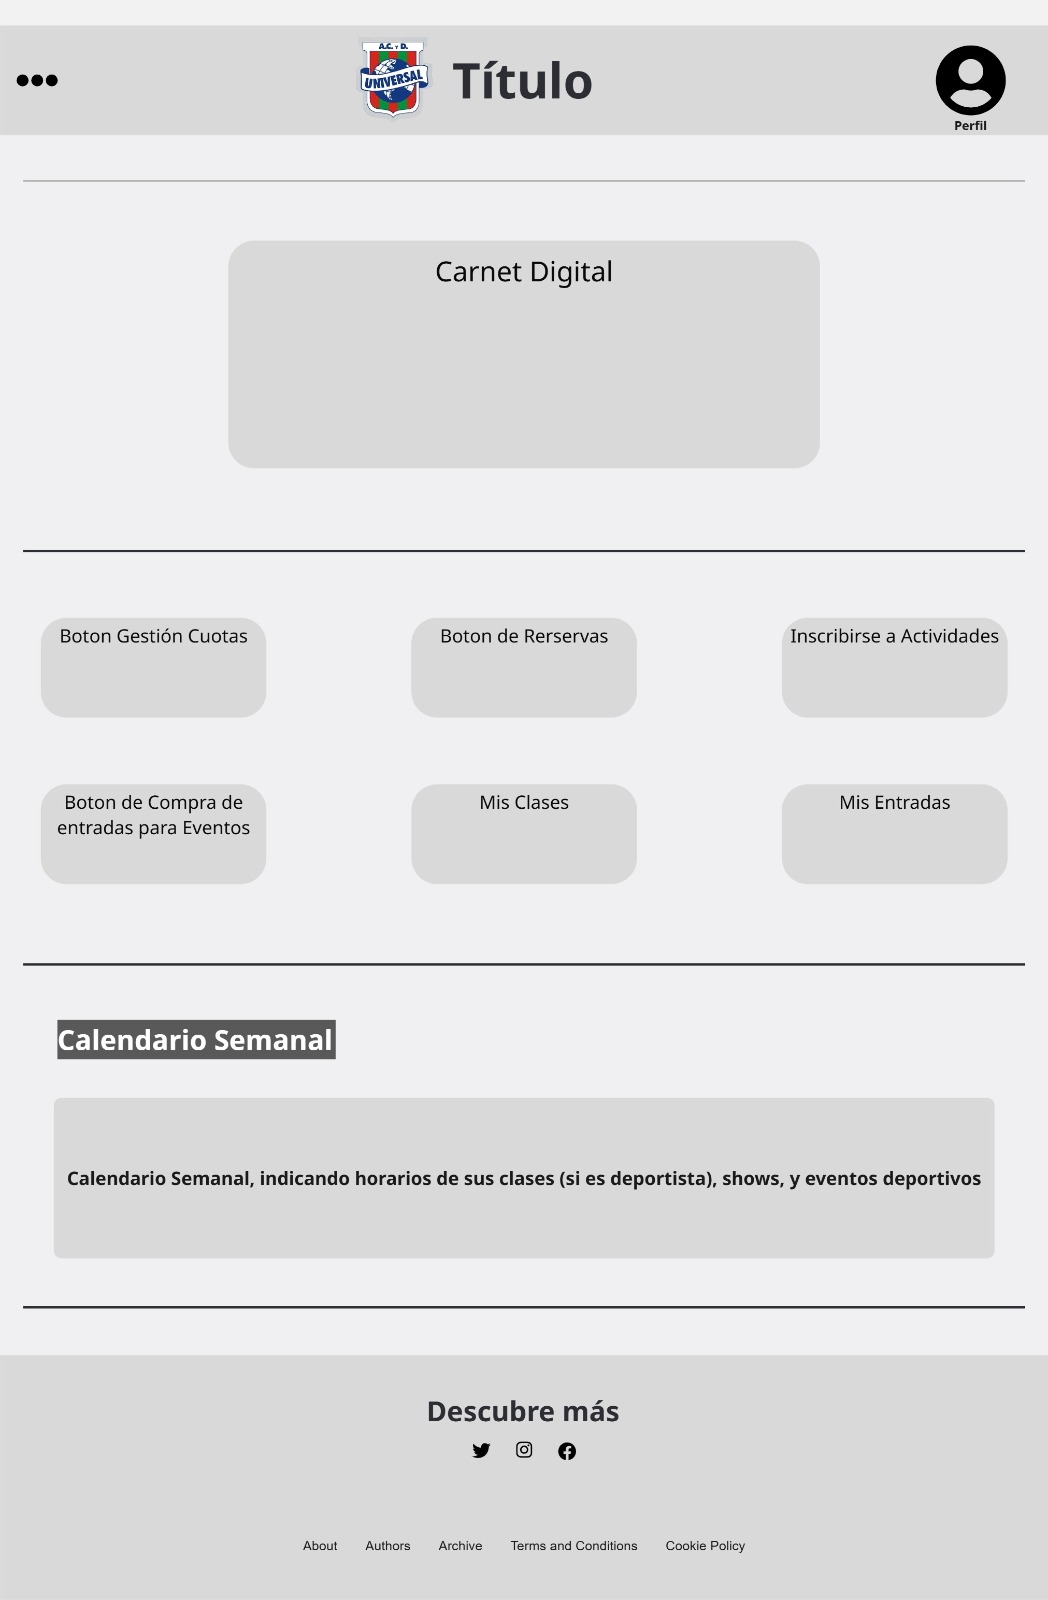 A.C. y D.
UNIVERSAL
Título
Perfil
Carnet Digital
Boton Gestión Cuotas
Boton de Rerservas
Inscribirse a Actividades
Boton de Compra de
entradas para Eventos
Mis Clases
Mis Entradas
Calendario Semanal
Calendario Semanal, indicando horarios de sus clases (si es deportista), shows, y eventos deportivos
Descubre más
About Authors Archive Terms and Conditions Cookie Policy